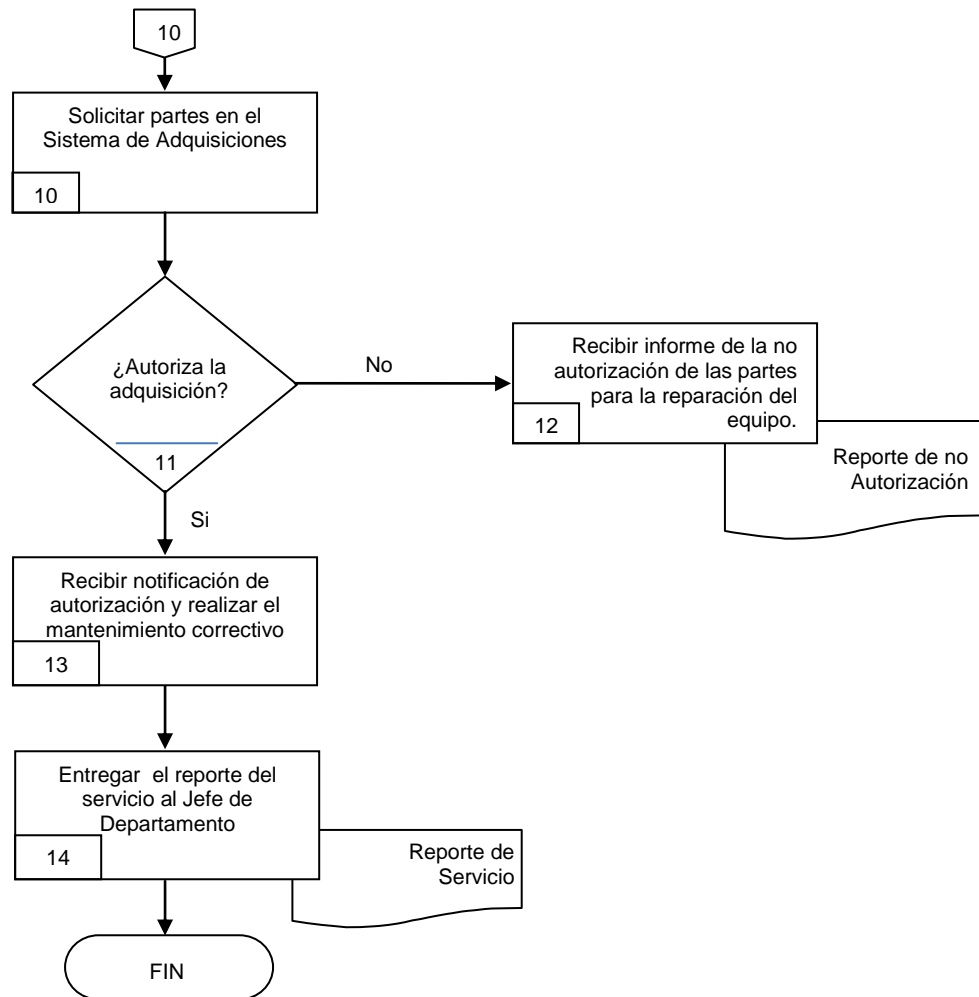 10
Solicitar partes en el
Sistema de Adquisiciones
10
¿Autoriza la
adquisición?
11
No
Recibir informe de la no
autorización de las partes
para la reparación del
equipo.
12
Reporte de no
Autorización
Si
Recibir notificación de
autorización y realizar el
mantenimiento correctivo
13
Entregar el reporte del
servicio al Jefe de
Departamento
14
Reporte de
Servicio
FIN